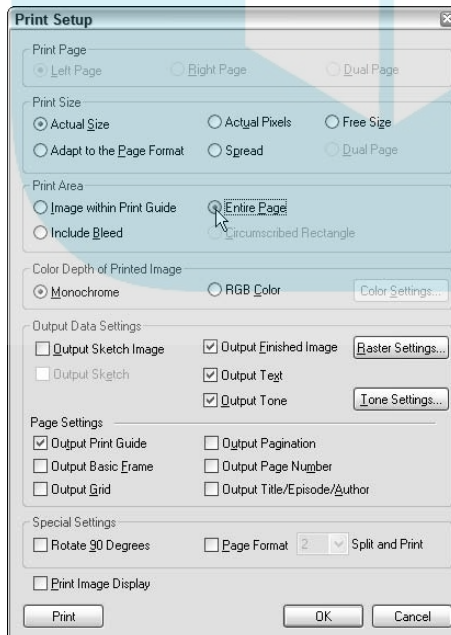 Print Setup
Print Page
Left Page Right Page Dual Page
Print Size
Actual Size Actual Pixels Free Size
Adapt to the Page Format Spread Dual Page
Print Area
Image within Print Guide Entire Page
Include Bleed Circumscribed Rectangle
Color Depth of Printed Image
Monochrome RGB Color Color Settings...
Output Data Settings
Output Sketch Image Output Finished Image Raster Settings...
Output Sketch Output Text
Output Tone Tone Settings...
Page Settings
Output Print Guide Output Pagination
Output Basic Frame Output Page Number
Output Grid Output Title/Episode/Author
Special Settings
Rotate 90 Degrees Page Format 2 Split and Print
Print Image Display
Print OK Cancel